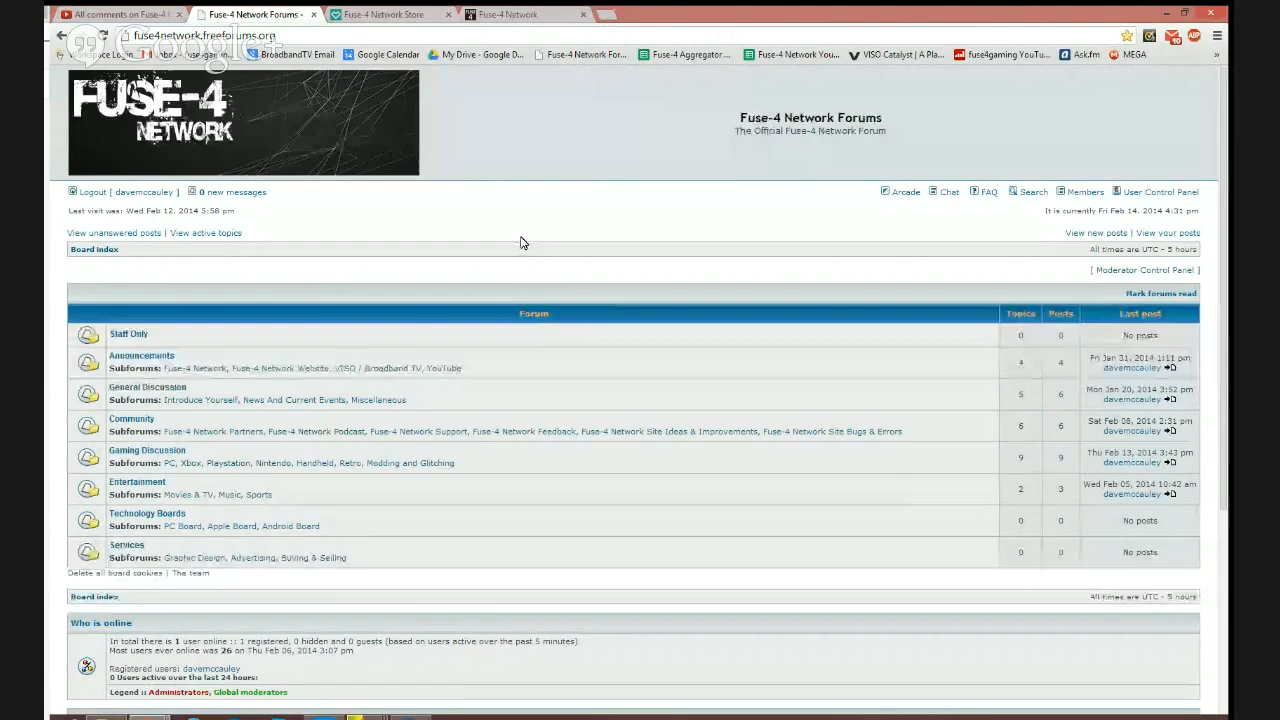 All comments on Fuse-4
Fuse-4 Network Forums
Fuse-4 Network Store
Fuse-4 Network
fuse4network.freeforums.org
Google+
BroadbandTV Email
Google Calendar
My Drive - Google D...
Fuse-4 Network For...
Fuse-4 Aggregator ...
Fuse-4 Network You...
VISO Catalyst | A Pla...
fuse4gaming YouTu...
Ask.fm
MEGA
»
FUSE-4
NETWORK
Fuse-4 Network Forums
The Official Fuse-4 Network Forum
Logout [ davemccauley ] 0 new messages
Arcade Chat FAQ Search Members User Control Panel
Last visit was: Wed Feb 12, 2014 5:58 pm
It is currently Fri Feb 14, 2014 4:31 pm
View unanswered posts | View active topics
View new posts | View your posts
Board index
All times are UTC - 5 hours
[ Moderator Control Panel ]
Mark forums read
Forum Topics Posts Last post
Staff Only
0 0 No posts
Announcements
Subforums: Fuse-4 Network, Fuse-4 Network Website, VISO / Broadband TV, YouTube
4 4 Fri Jan 31, 2014 1:11 pm
davemccauley
General Discussion
Subforums: Introduce Yourself, News And Current Events, Miscellaneous
5 6 Mon Jan 20, 2014 3:52 pm
davemccauley
Community
Subforums: Fuse-4 Network Partners, Fuse-4 Network Podcast, Fuse-4 Network Support, Fuse-4 Network Feedback, Fuse-4 Network Site Ideas & Improvements, Fuse-4 Network Site Bugs & Errors
6 6 Sat Feb 08, 2014 2:31 pm
davemccauley
Gaming Discussion
Subforums: PC, Xbox, Playstation, Nintendo, Handheld, Retro, Modding and Glitching
9 9 Thu Feb 13, 2014 3:43 pm
davemccauley
Entertainment
Subforums: Movies & TV, Music, Sports
2 3 Wed Feb 05, 2014 10:42 am
davemccauley
Technology Boards
Subforums: PC Board, Apple Board, Android Board
0 0 No posts
Services
Subforums: Graphic Design, Advertising, Buying & Selling
0 0 No posts
Delete all board cookies | The team
Board index
All times are UTC - 5 hours
Who is online
In total there is 1 user online :: 1 registered, 0 hidden and 0 guests (based on users active over the past 5 minutes)
Most users ever online was 26 on Thu Feb 06, 2014 3:07 pm
Registered users: davemccauley
0 Users active over the last 24 hours:
Legend :: Administrators, Global moderators